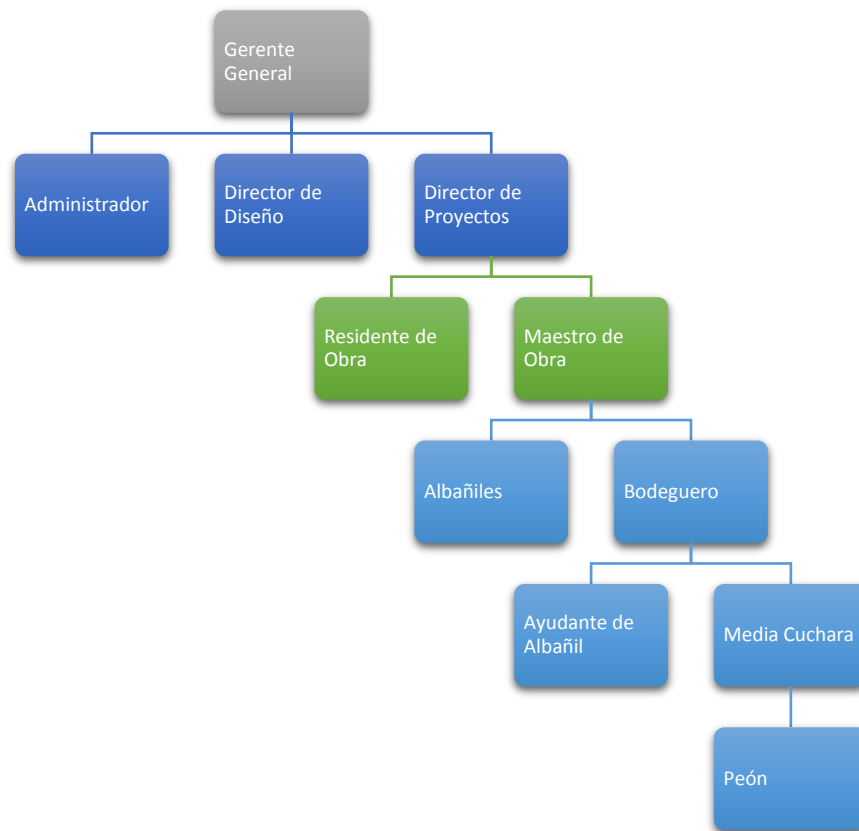 Gerente
General
Administrador
Director de
Diseño
Director de
Proyectos
Residente de
Obra
Maestro de
Obra
Albañiles
Bodeguero
Ayudante de
Albañil
Media Cuchara
Peón